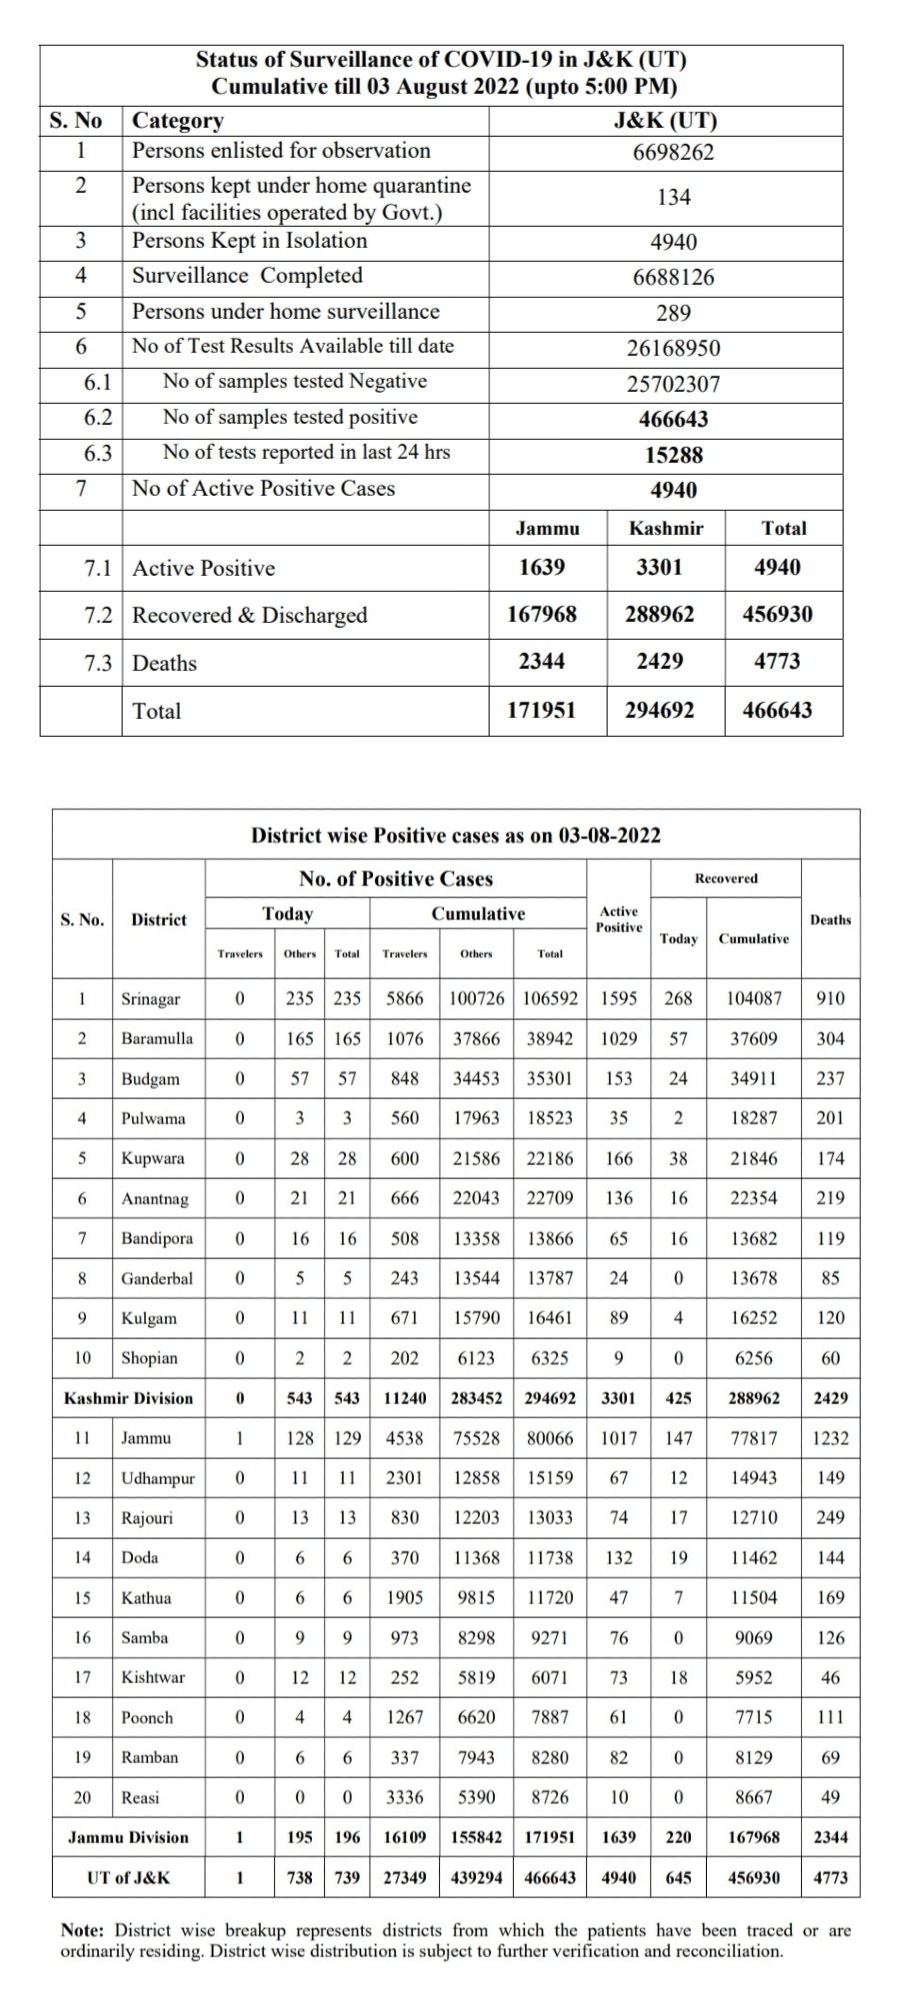 Status of Surveillance of COVID-19 in J&K (UT)
Cumulative till 03 August 2022 (upto 5:00 PM)
S. No Category J&K (UT)
1 Persons enlisted for observation 6698262
2 Persons kept under home quarantine (incl facilities operated by Govt.) 134
3 Persons Kept in Isolation 4940
4 Surveillance Completed 6688126
5 Persons under home surveillance 289
6 No of Test Results Available till date 26168950
6.1 No of samples tested Negative 25702307
6.2 No of samples tested positive 466643
6.3 No of tests reported in last 24 hrs 15288
7 No of Active Positive Cases 4940
Jammu Kashmir Total
7.1 Active Positive 1639 3301 4940
7.2 Recovered & Discharged 167968 288962 456930
7.3 Deaths 2344 2429 4773
Total 171951 294692 466643
District wise Positive cases as on 03-08-2022
S. No. District No. of Positive Cases Active Positive Recovered Deaths
Today Cumulative Today Cumulative
Travelers Others Total Travelers Others Total
1 Srinagar 0 235 235 5866 100726 106592 1595 268 104087 910
2 Baramulla 0 165 165 1076 37866 38942 1029 57 37609 304
3 Budgam 0 57 57 848 34453 35301 153 24 34911 237
4 Pulwama 0 3 3 560 17963 18523 35 2 18287 201
5 Kupwara 0 28 28 600 21586 22186 166 38 21846 174
6 Anantnag 0 21 21 666 22043 22709 136 16 22354 219
7 Bandipora 0 16 16 508 13358 13866 65 16 13682 119
8 Ganderbal 0 5 5 243 13544 13787 24 0 13678 85
9 Kulgam 0 11 11 671 15790 16461 89 4 16252 120
10 Shopian 0 2 2 202 6123 6325 9 0 6256 60
Kashmir Division 0 543 543 11240 283452 294692 3301 425 288962 2429
11 Jammu 1 128 129 4538 75528 80066 1017 147 77817 1232
12 Udhampur 0 11 11 2301 12858 15159 67 12 14943 149
13 Rajouri 0 13 13 830 12203 13033 74 17 12710 249
14 Doda 0 6 6 370 11368 11738 132 19 11462 144
15 Kathua 0 6 6 1905 9815 11720 47 7 11504 169
16 Samba 0 9 9 973 8298 9271 76 0 9069 126
17 Kishtwar 0 12 12 252 5819 6071 73 18 5952 46
18 Poonch 0 4 4 1267 6620 7887 61 0 7715 111
19 Ramban 0 6 6 337 7943 8280 82 0 8129 69
20 Reasi 0 0 0 3336 5390 8726 10 0 8667 49
Jammu Division 1 195 196 16109 155842 171951 1639 220 167968 2344
UT of J&K 1 738 739 27349 439294 466643 4940 645 456930 4773
Note: District wise breakup represents districts from which the patients have been traced or are
ordinarily residing. District wise distribution is subject to further verification and reconciliation.